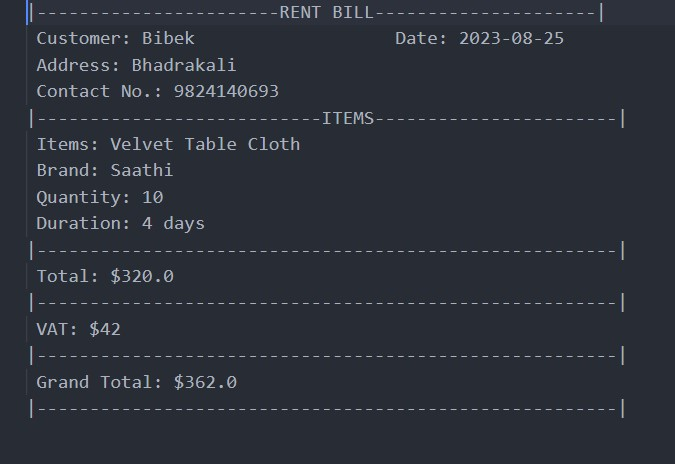 |-----------------------RENT BILL---------------------|
Customer: Bibek                   Date: 2023-08-25
Address: Bhadrakali
Contact No.: 9824140693
|---------------------------ITEMS-----------------------|
Items: Velvet Table Cloth
Brand: Saathi
Quantity: 10
Duration: 4 days
|-------------------------------------------------------|
Total: $320.0
|-------------------------------------------------------|
VAT: $42
|-------------------------------------------------------|
Grand Total: $362.0
|-------------------------------------------------------|